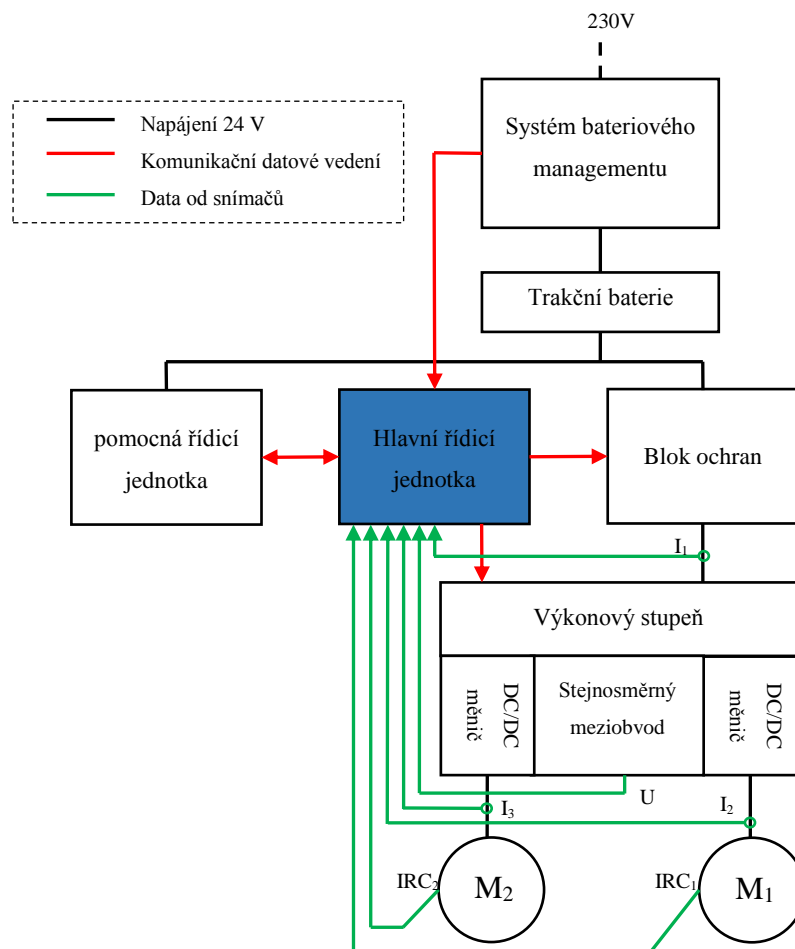 230V
Systém bateriového
managementu
Napájení 24 V
Komunikační datové vedení
Data od snímačů
Trakční baterie
pomocná řídicí
jednotka
Hlavní řídicí
jednotka
Blok ochran
I₁
Výkonový stupeň
DC/DC
měnič
Stejnosměrný
meziobvod
DC/DC
měnič
U
I₃
I₂
IRC₂
M₂
IRC₁
M₁